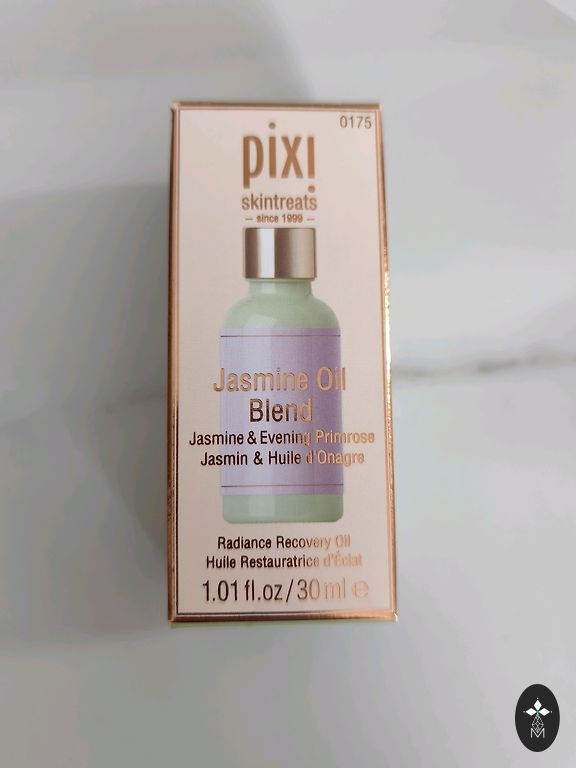 0175
pixi
skintreats
— since 1999 —
Jasmine Oil
Blend
Jasmine & Evening Primrose
Jasmin & Huile d'Onagre
Radiance Recovery Oil
Huile Restauratrice d'Éclat
1.01 fl.oz/30 ml ℮
M